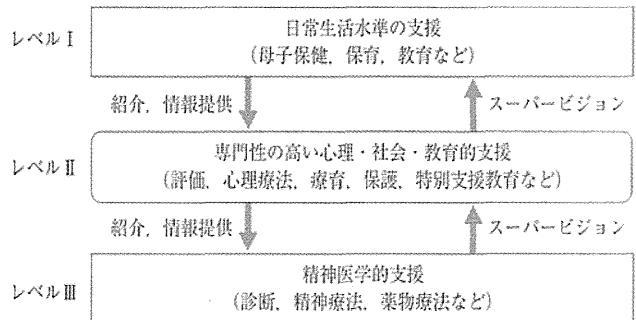 レベルⅠ
日常生活水準の支援
(母子保健, 保育, 教育など)
紹介, 情報提供
スーパービジョン
レベルⅡ
専門性の高い心理・社会・教育的支援
(評価, 心理療法, 療育, 保護, 特別支援教育など)
紹介, 情報提供
スーパービジョン
レベルⅢ
精神医学的支援
(診断, 精神療法, 薬物療法など)